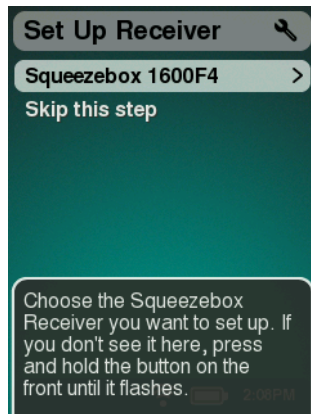 Set Up Receiver
Squeezebox 1600F4
Skip this step
Choose the Squeezebox
Receiver you want to set up. If
you don't see it here, press
and hold the button on the
front until it flashes.
2:06PM